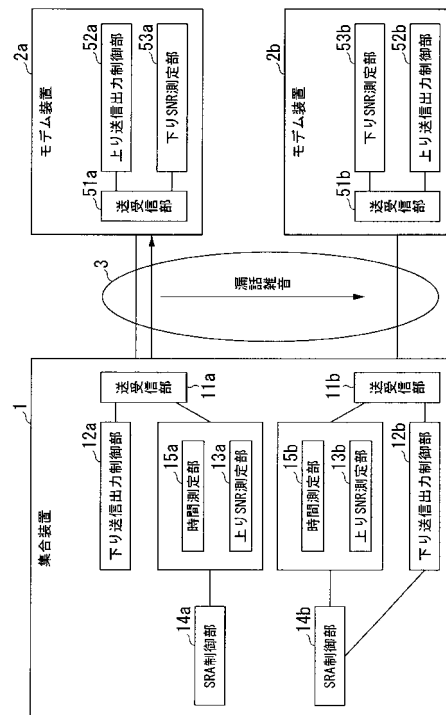 1
集合装置
12a
下り送信出力制御部
11a
送受信部
15a
時間測定部
13a
上りSNR測定部
14a
SRA制御部
15b
時間測定部
13b
上りSNR測定部
14b
SRA制御部
11b
送受信部
12b
下り送信出力制御部
3
漏話雑音
2a
モデム装置
52a
上り送信出力制御部
53a
下りSNR測定部
51a
送受信部
2b
モデム装置
53b
下りSNR測定部
52b
上り送信出力制御部
51b
送受信部